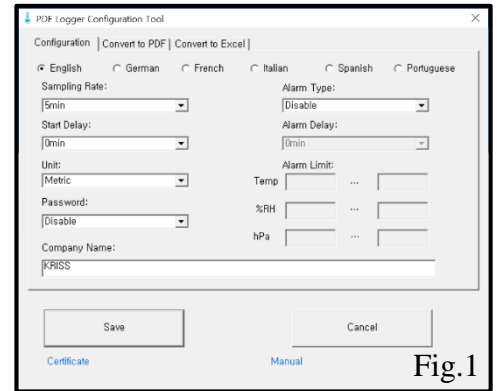 PDF Logger Configuration Tool
Configuration Convert to PDF Convert to Excel
English German French Italian Spanish Portuguese
Sampling Rate: Alarm Type:
5min Disable
Start Delay: Alarm Delay:
0min 0min
Unit: Alarm Limit:
Metric Temp ...
Password: %RH ...
Disable hPa ...
Company Name:
KRISS
Save Cancel
Certificate Manual
Fig.1